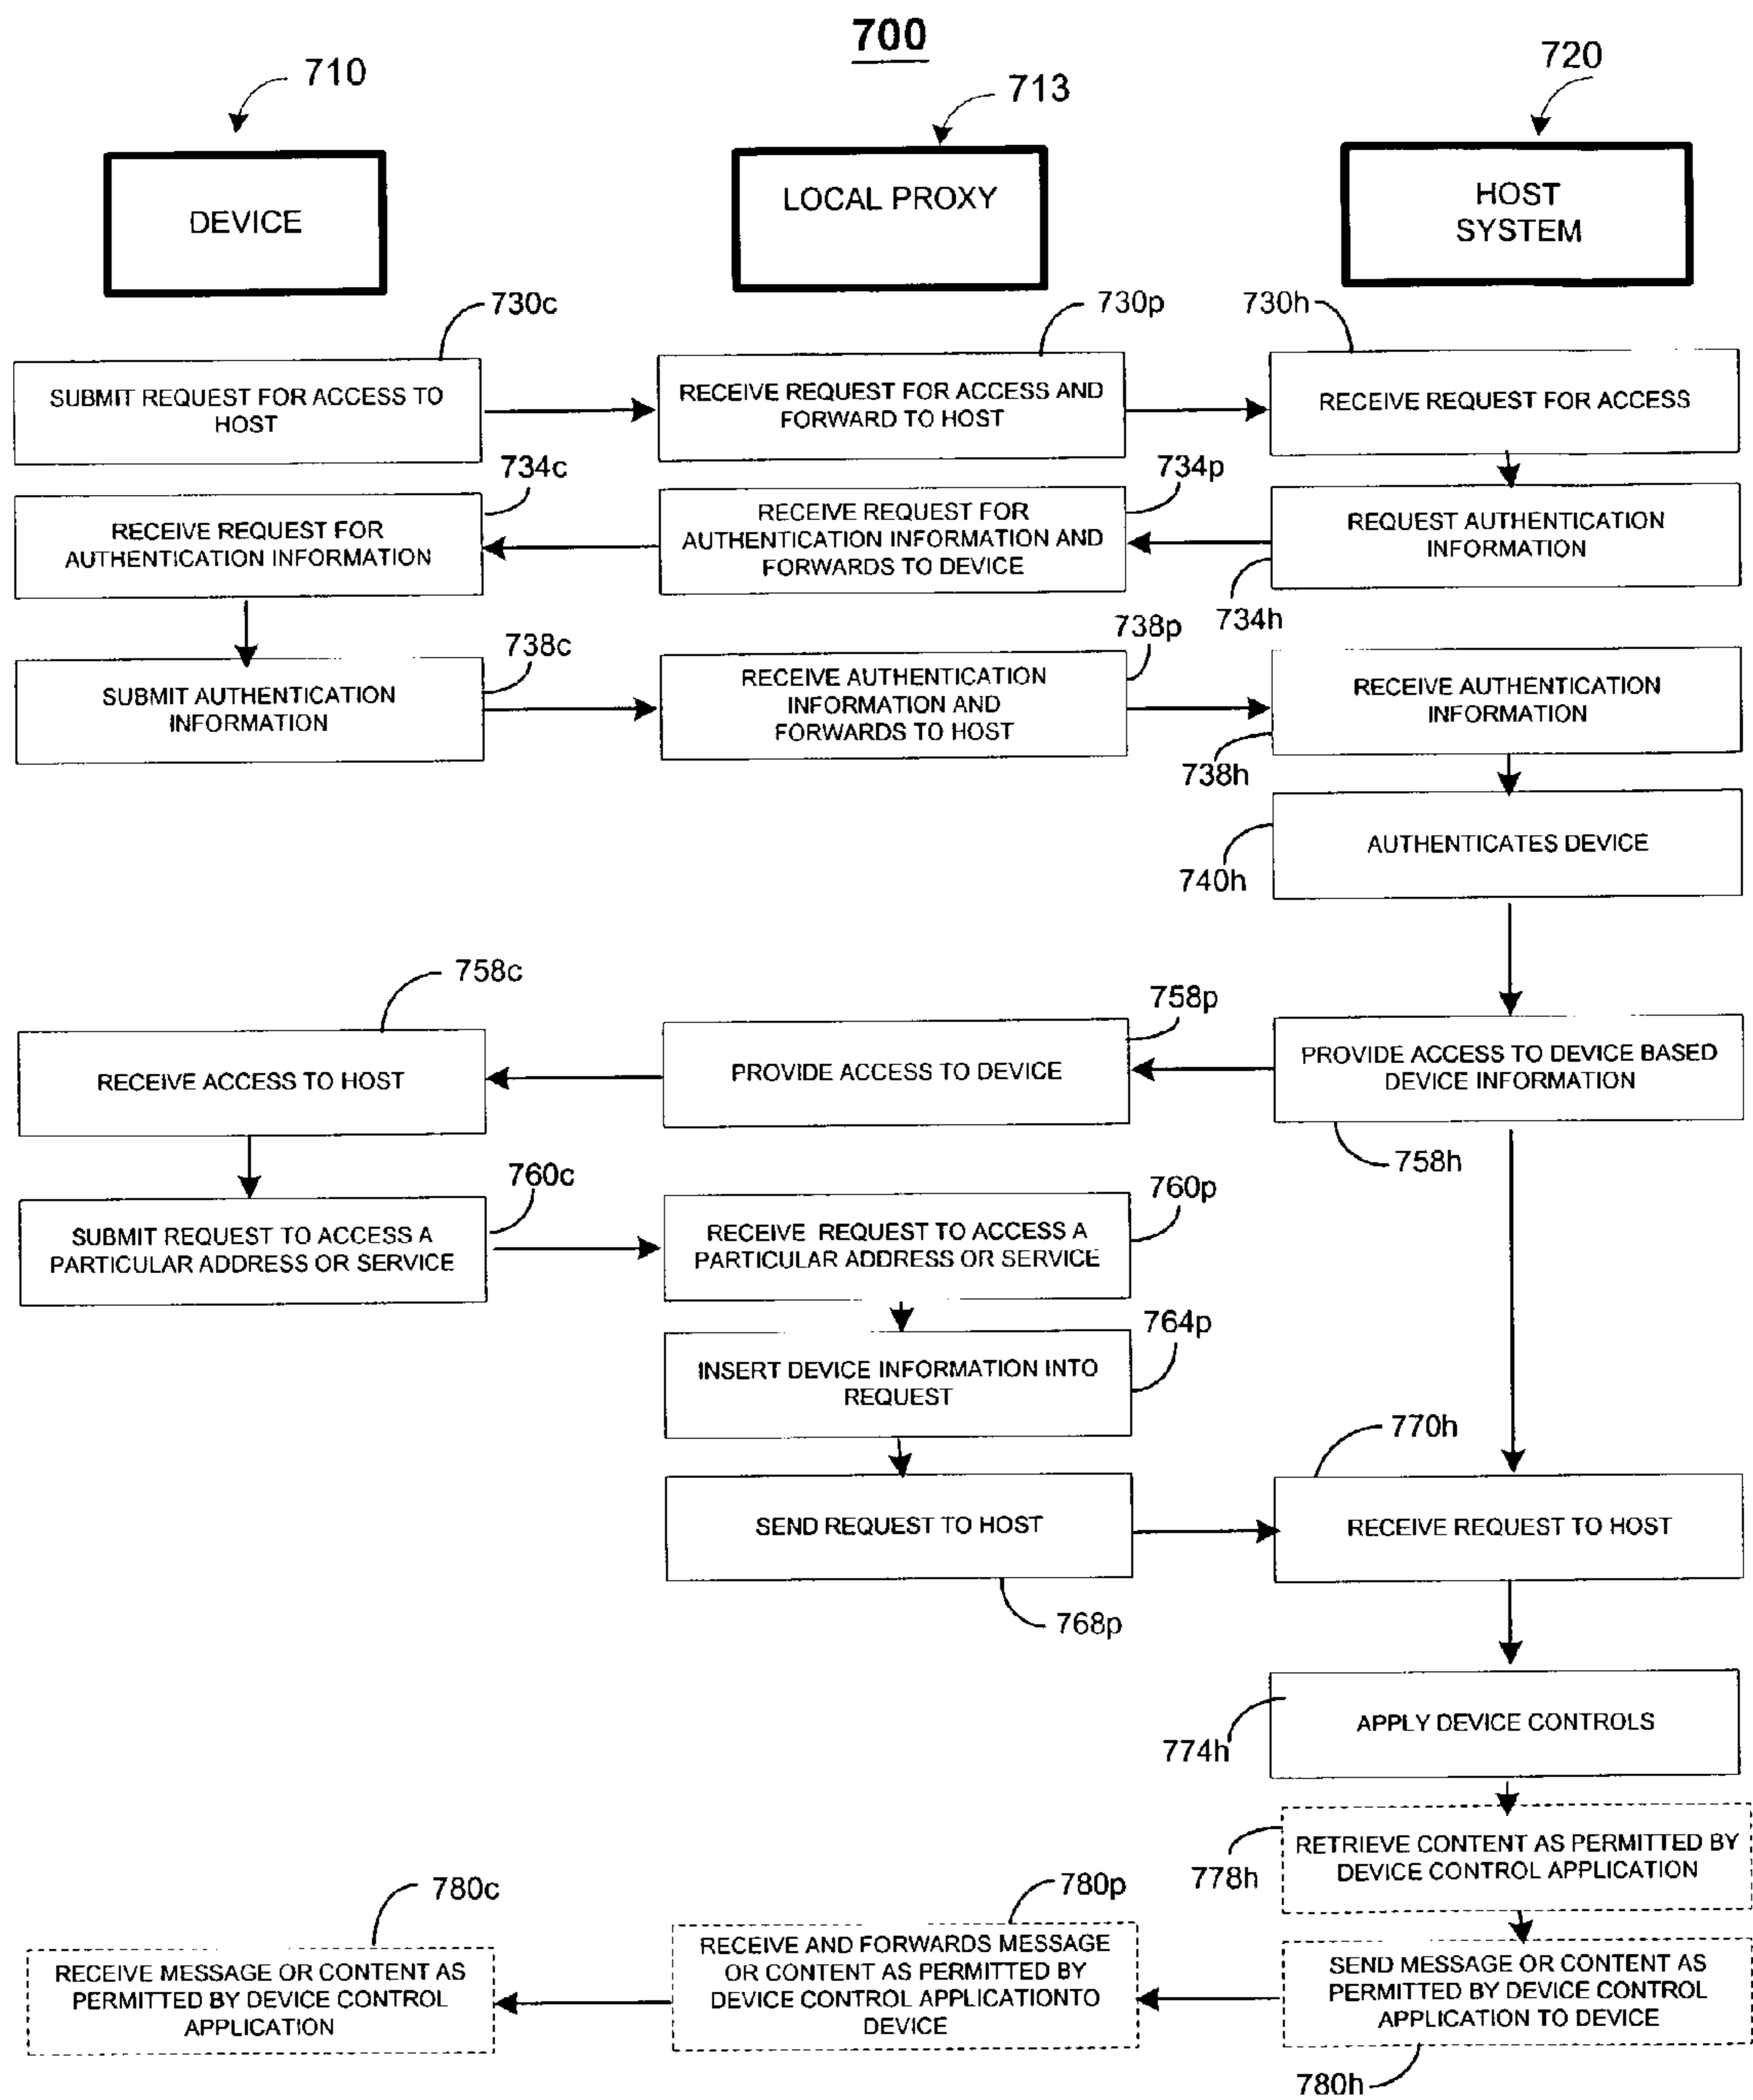 700
710
713
720
DEVICE
LOCAL PROXY
HOST
SYSTEM
730c
730p
730h
SUBMIT REQUEST FOR ACCESS TO
HOST
RECEIVE REQUEST FOR ACCESS AND
FORWARD TO HOST
RECEIVE REQUEST FOR ACCESS
734c
734p
RECEIVE REQUEST FOR
AUTHENTICATION INFORMATION
RECEIVE REQUEST FOR
AUTHENTICATION INFORMATION AND
FORWARDS TO DEVICE
REQUEST AUTHENTICATION
INFORMATION
734h
738c
738p
SUBMIT AUTHENTICATION
INFORMATION
RECEIVE AUTHENTICATION
INFORMATION AND
FORWARDS TO HOST
RECEIVE AUTHENTICATION
INFORMATION
738h
AUTHENTICATES DEVICE
740h
758c
758p
RECEIVE ACCESS TO HOST
PROVIDE ACCESS TO DEVICE
PROVIDE ACCESS TO DEVICE BASED
DEVICE INFORMATION
758h
760c
760p
SUBMIT REQUEST TO ACCESS A
PARTICULAR ADDRESS OR SERVICE
RECEIVE REQUEST TO ACCESS A
PARTICULAR ADDRESS OR SERVICE
764p
INSERT DEVICE INFORMATION INTO
REQUEST
770h
SEND REQUEST TO HOST
RECEIVE REQUEST TO HOST
768p
APPLY DEVICE CONTROLS
774h
RETRIEVE CONTENT AS PERMITTED BY
DEVICE CONTROL APPLICATION
778h
780c
780p
RECEIVE MESSAGE OR CONTENT AS
PERMITTED BY DEVICE CONTROL
APPLICATION
RECEIVE AND FORWARDS MESSAGE
OR CONTENT AS PERMITTED BY
DEVICE CONTROL APPLICATIONTO
DEVICE
SEND MESSAGE OR CONTENT AS
PERMITTED BY DEVICE CONTROL
APPLICATION TO DEVICE
780h